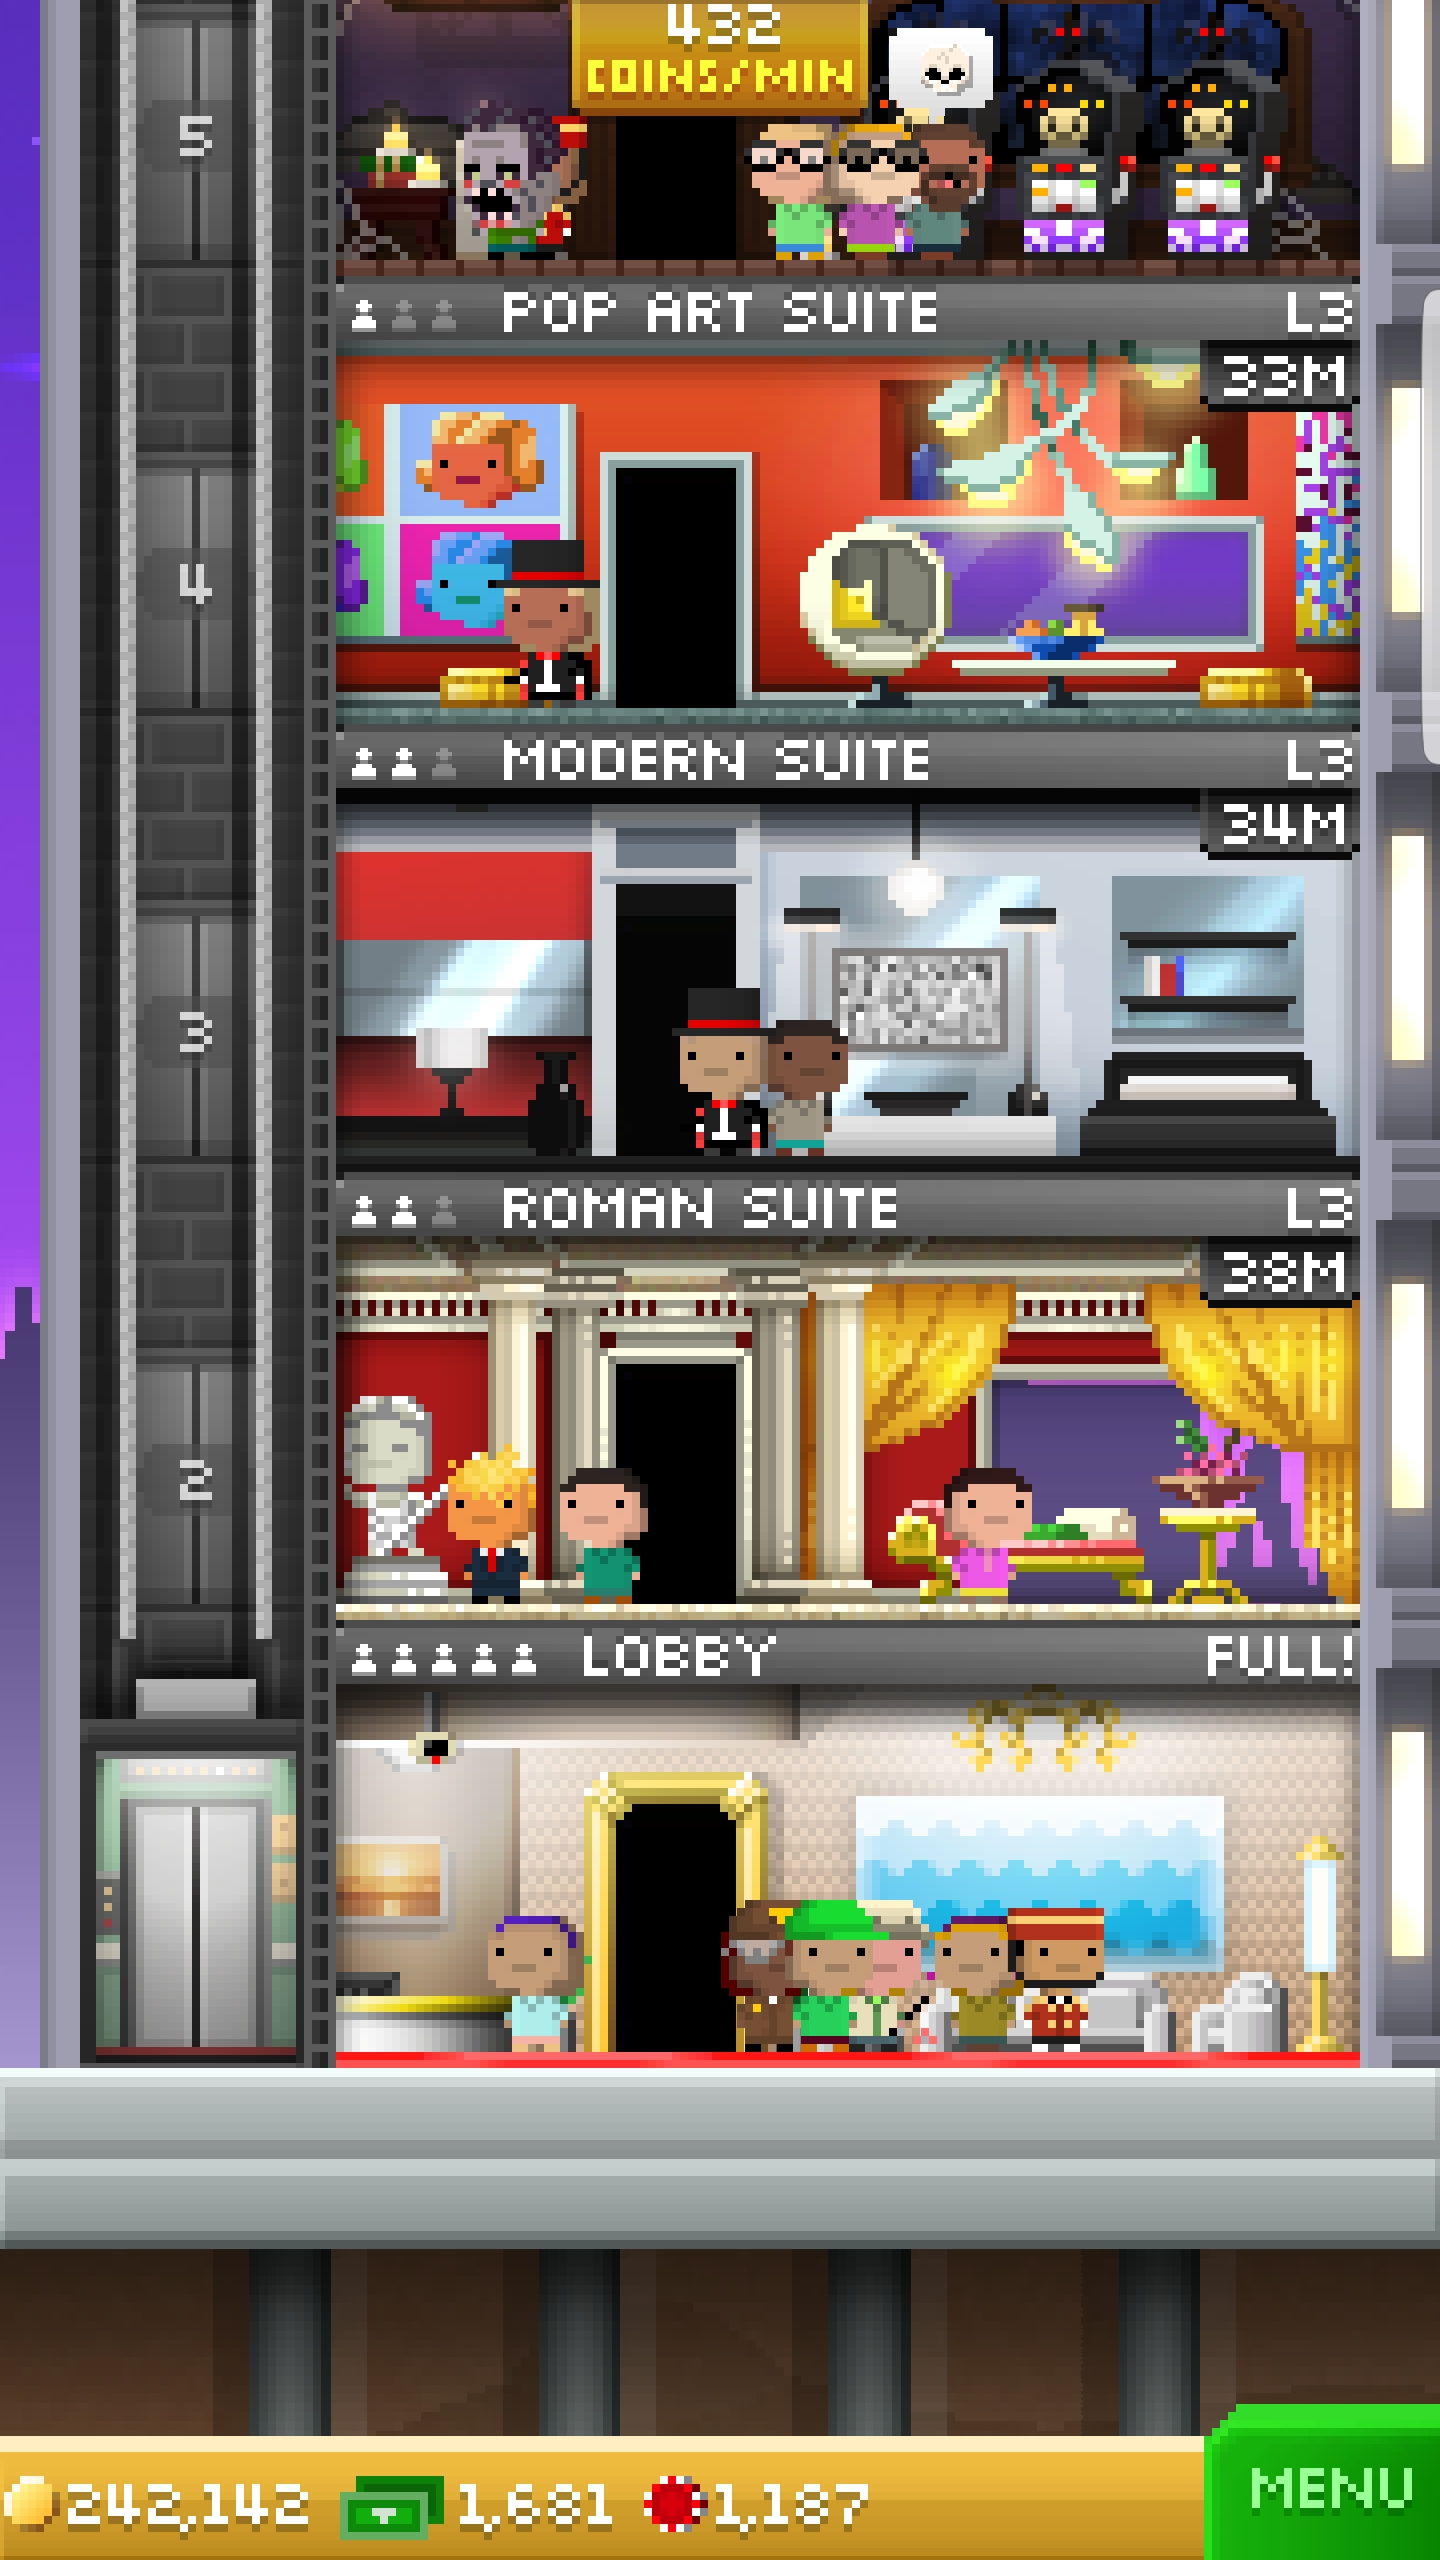 432
COINS/MIN
5
POP ART SUITE L3
33M
4
MODERN SUITE L3
34M
3
ROMAN SUITE L3
38M
2
LOBBY FULL!
242,142 1,681 1,187 MENU